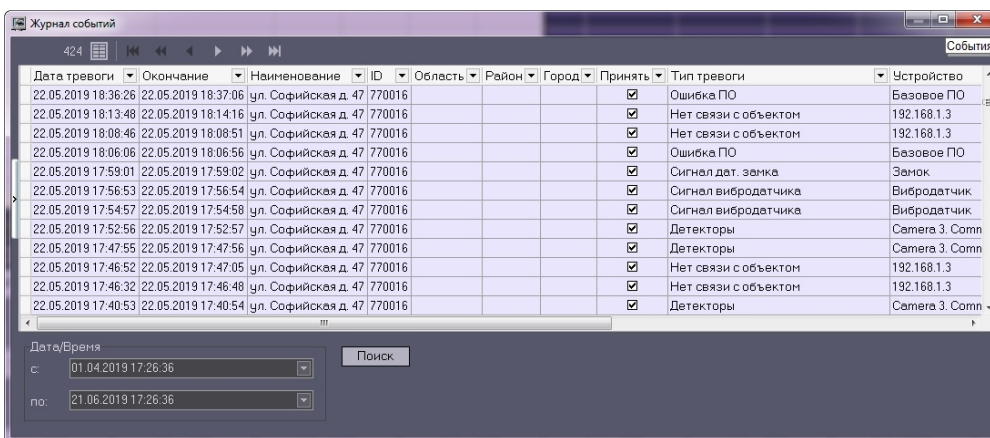 Журнал событий
424
События
Дата тревоги Окончание Наименование ID Область Район Город Принять Тип тревоги Устройство
22.05.2019 18:36:26 22.05.2019 18:37:06 ул. Софийская д. 47 770016 Ошибка ПО Базовое ПО
22.05.2019 18:13:48 22.05.2019 18:14:16 ул. Софийская д. 47 770016 Нет связи с объектом 192.168.1.3
22.05.2019 18:08:46 22.05.2019 18:08:51 ул. Софийская д. 47 770016 Нет связи с объектом 192.168.1.3
22.05.2019 18:06:06 22.05.2019 18:06:56 ул. Софийская д. 47 770016 Ошибка ПО Базовое ПО
22.05.2019 17:59:01 22.05.2019 17:59:02 ул. Софийская д. 47 770016 Сигнал дат. замка Замок
22.05.2019 17:56:53 22.05.2019 17:56:54 ул. Софийская д. 47 770016 Сигнал вибродатчика Вибродатчик
22.05.2019 17:54:57 22.05.2019 17:54:58 ул. Софийская д. 47 770016 Сигнал вибродатчика Вибродатчик
22.05.2019 17:52:56 22.05.2019 17:52:57 ул. Софийская д. 47 770016 Детекторы Camera 3. Comn
22.05.2019 17:47:55 22.05.2019 17:47:56 ул. Софийская д. 47 770016 Детекторы Camera 3. Comn
22.05.2019 17:46:52 22.05.2019 17:47:05 ул. Софийская д. 47 770016 Нет связи с объектом 192.168.1.3
22.05.2019 17:46:32 22.05.2019 17:46:48 ул. Софийская д. 47 770016 Нет связи с объектом 192.168.1.3
22.05.2019 17:40:53 22.05.2019 17:40:54 ул. Софийская д. 47 770016 Детекторы Camera 3. Comn
Дата/Время
с: 01.04.2019 17:26:36
Поиск
по: 21.06.2019 17:26:36